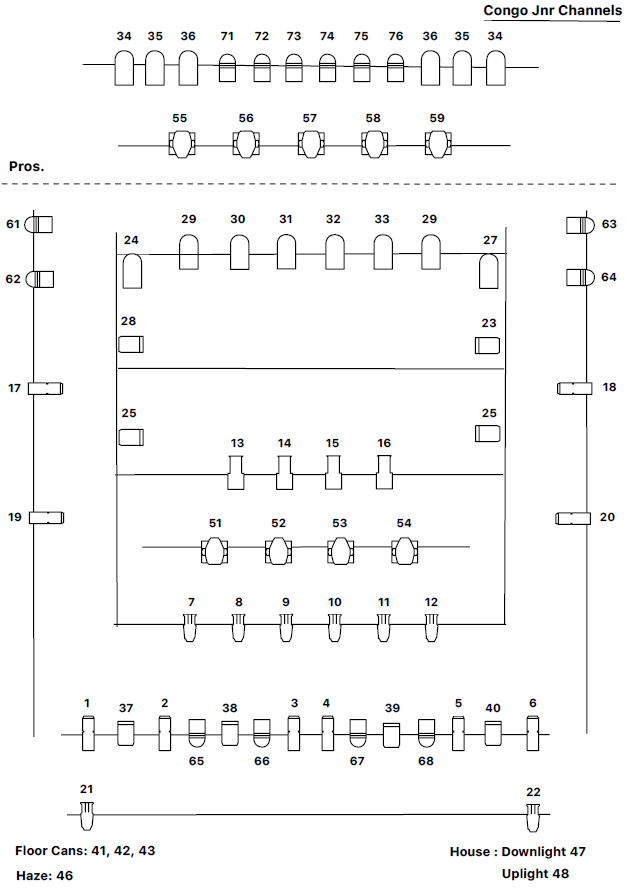 Congo Jnr Channels
34 35 36 71 72 73 74 75 76 36 35 34
55 56 57 58 59
Pros.
61 63
29 30 31 32 33 29
24 27
62 64
28 23
17 18
25 25
13 14 15 16
19 20
51 52 53 54
7 8 9 10 11 12
1 37 2 38 3 4 39 5 40 6
65 66 67 68
21 22
Floor Cans: 41, 42, 43
House : Downlight 47
Haze: 46
Uplight 48